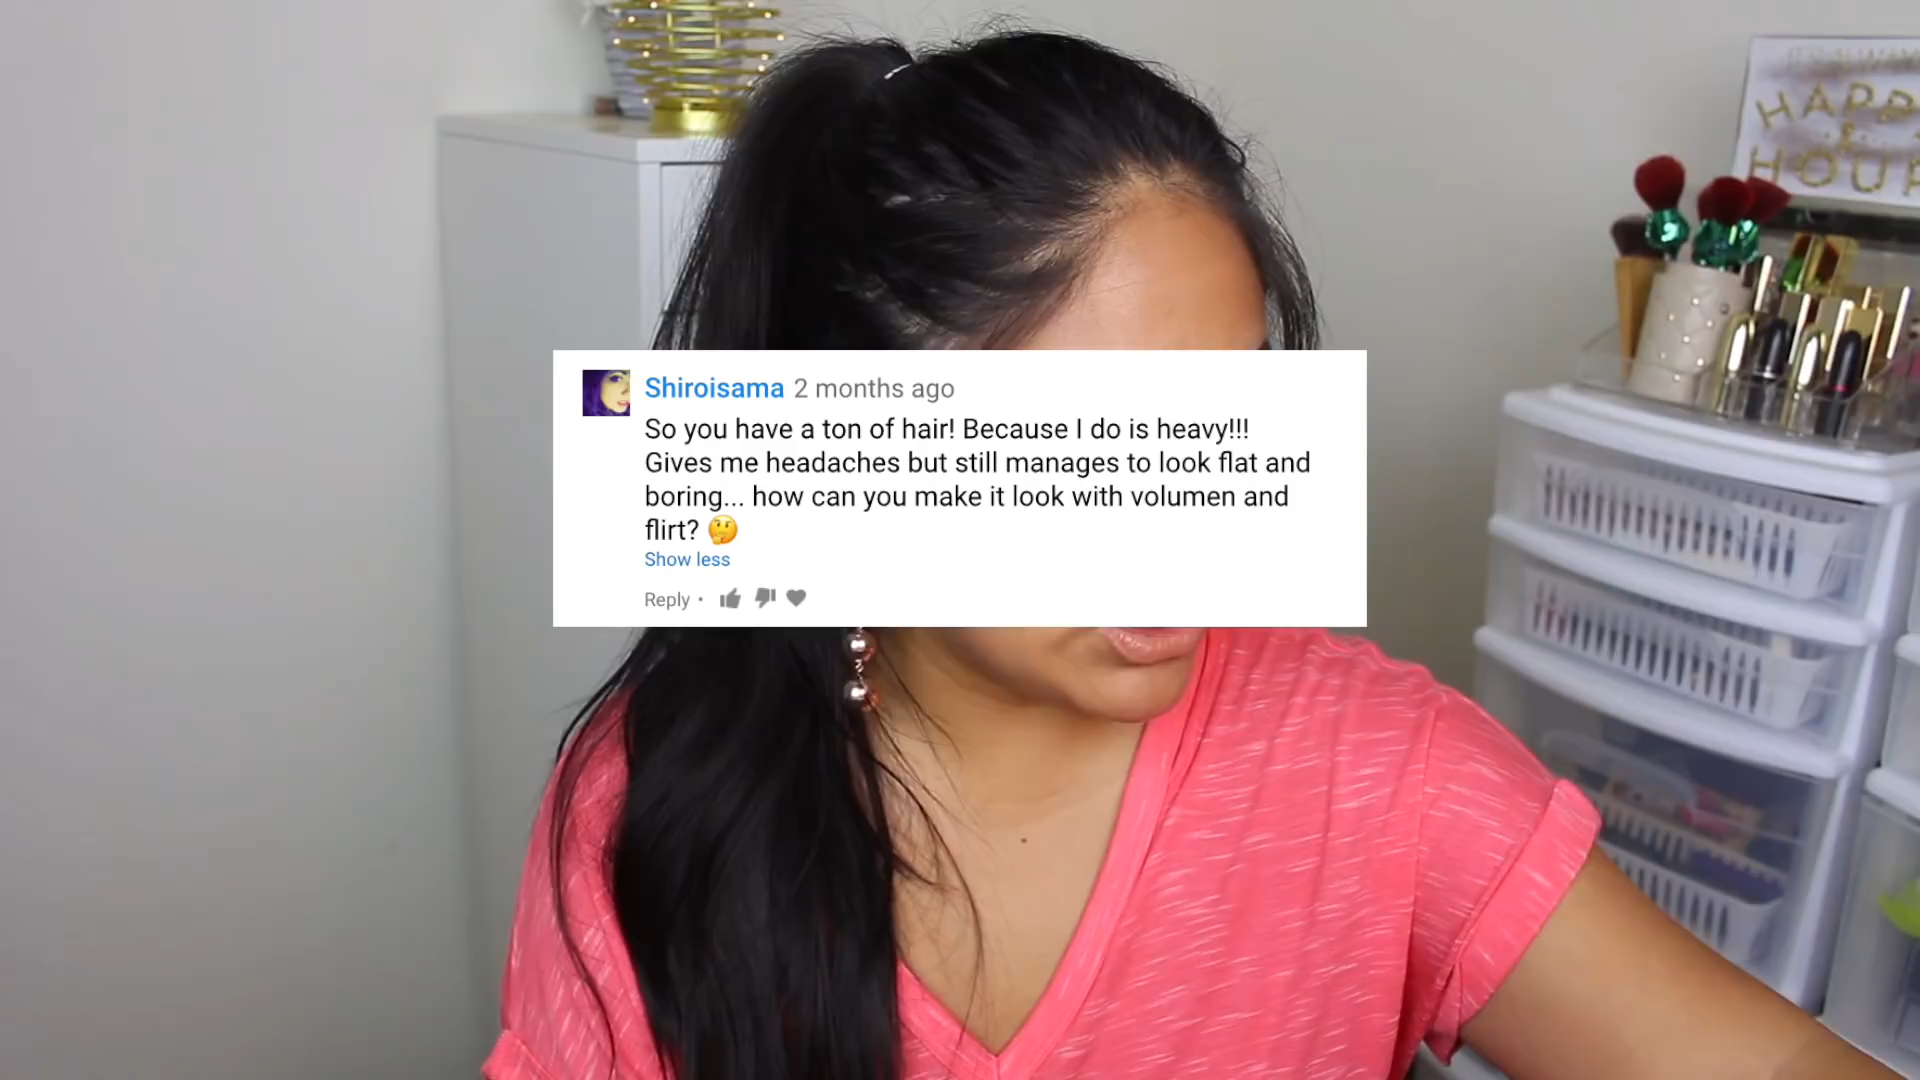 HAPPY
&
HOUR
Shiroisama 2 months ago
So you have a ton of hair! Because I do is heavy!!!
Gives me headaches but still manages to look flat and
boring... how can you make it look with volumen and
flirt? 🤔
Show less
Reply •